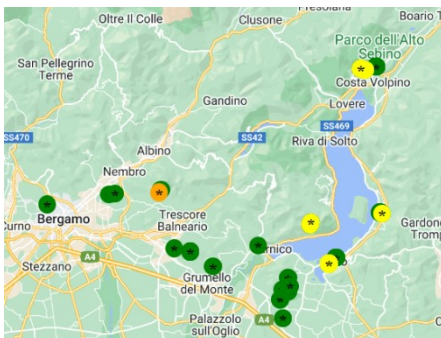 Presolana
Oltre Il Colle
Clusone
Boario T
Parco dell'Alto
Sebino
San Pellegrino
Terme
Costa Volpino
Gandino
Lovere
SS470
SS42
SS469
Albino
Riva di Solto
Nembro
Bergamo
Trescore
Balneario
Gardone
Tromp
Curno
rnico
A4
Stezzano
Grumello
del Monte
Palazzolo
sull'Oglio
A4